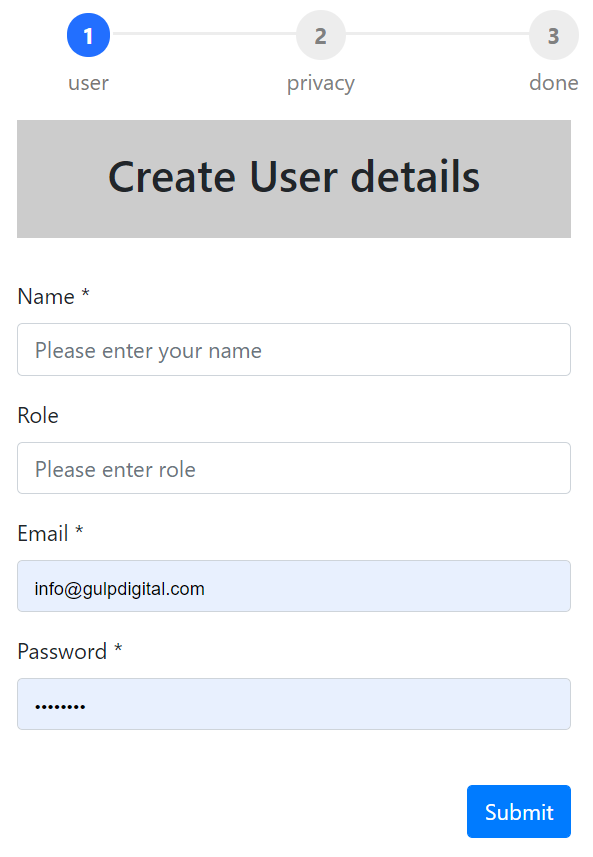 1 2 3
user privacy done
Create User details
Name *
Please enter your name
Role
Please enter role
Email *
info@gulpdigital.com
Password *
••••••••
Submit